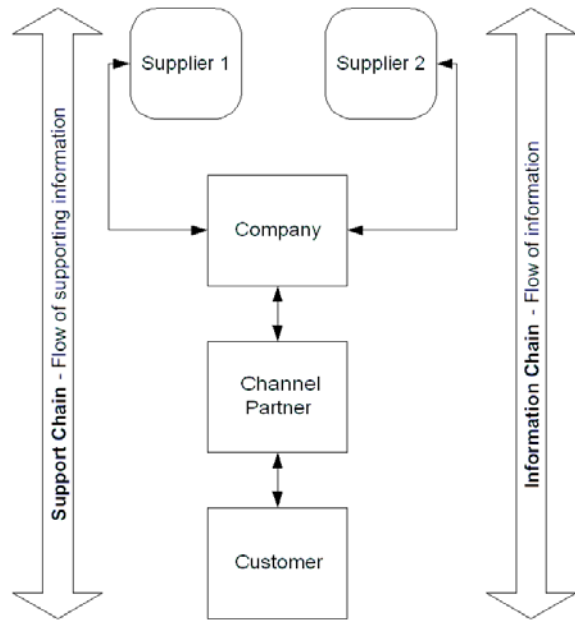 Supplier 1
Supplier 2
Support Chain - Flow of supporting information
Information Chain - Flow of information
Company
Channel
Partner
Customer